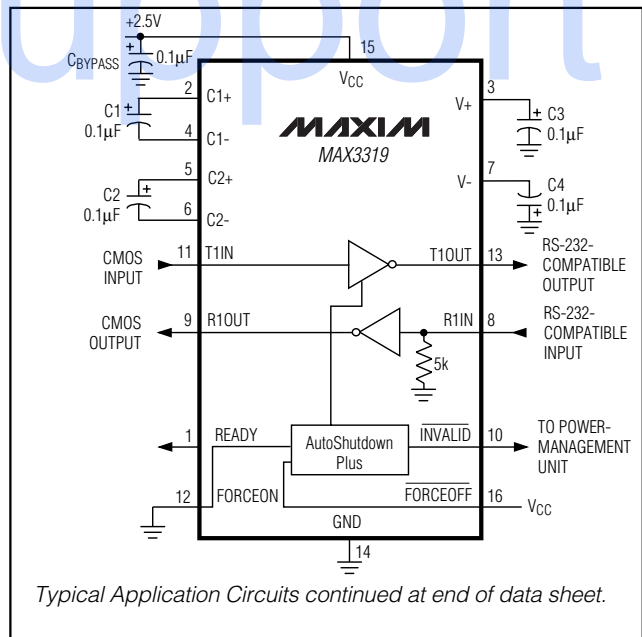 upport
+2.5V
CBYPASS
0.1µF
15
VCC
2
C1+
C1
0.1µF
4
C1-
5
C2+
C2
0.1µF
6
C2-
MAXIM
MAX3319
3
V+
C3
0.1µF
7
V-
C4
0.1µF
CMOS
INPUT
11
T1IN
T1OUT
13
RS-232-
COMPATIBLE
OUTPUT
CMOS
OUTPUT
9
R1OUT
R1IN
8
RS-232-
COMPATIBLE
INPUT
5k
1
READY
AutoShutdown
Plus
INVALID
10
TO POWER-
MANAGEMENT
UNIT
12
FORCEON
FORCEOFF
16
VCC
GND
14
Typical Application Circuits continued at end of data sheet.